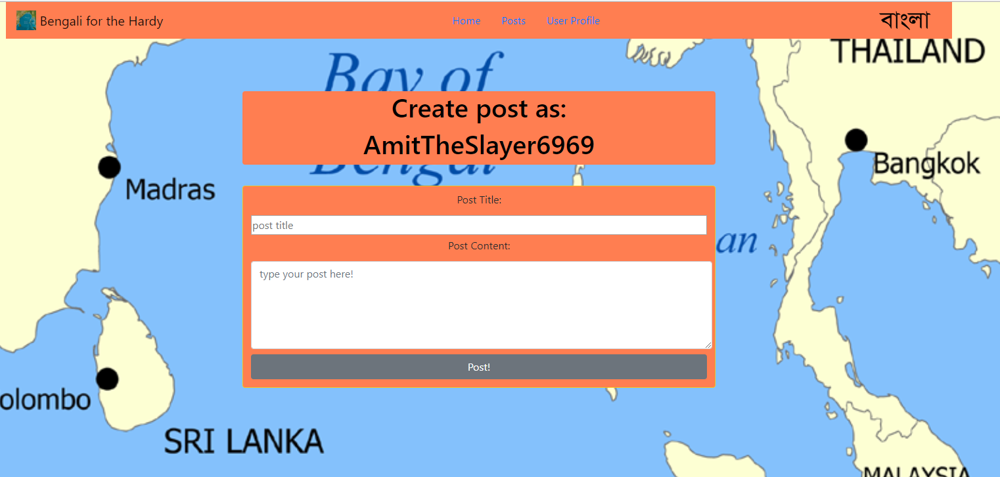 Bengali for the Hardy
Home Posts User Profile
বাংলা
THAILAND
Bay of
Create post as:
AmitTheSlayer6969
Bengal
Bangkok
Madras
Post Title:
post title
Post Content:
an
type your post here!
Post!
olombo
SRI LANKA
MALAYSIA